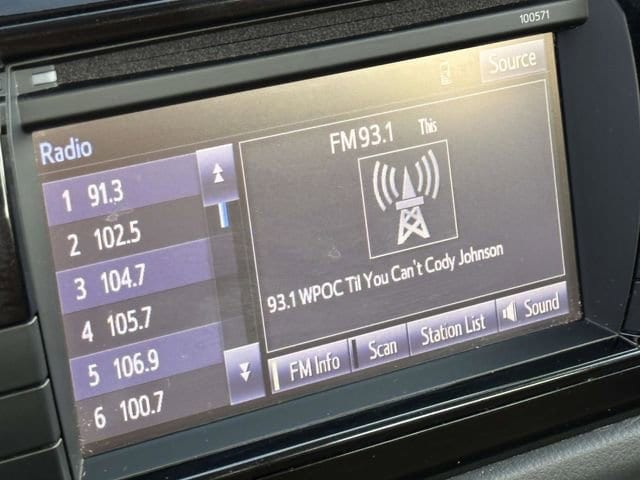 100571
Source
Radio
FM 93.1 This
1 91.3
2 102.5
3 104.7
4 105.7
5 106.9
6 100.7
93.1 WPOC Til You Can't Cody Johnson
FM Info Scan Station List Sound